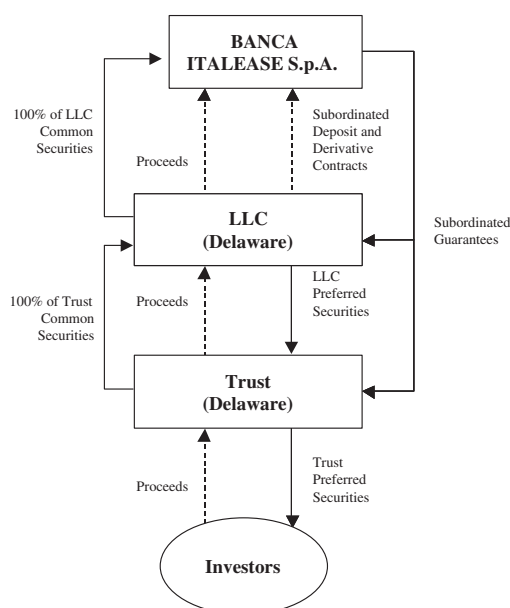 BANCA
ITALEASE S.p.A.
100% of LLC
Common
Securities
Proceeds
Subordinated
Deposit and
Derivative
Contracts
LLC
(Delaware)
Subordinated
Guarantees
100% of Trust
Common
Securities
Proceeds
LLC
Preferred
Securities
Trust
(Delaware)
Proceeds
Trust
Preferred
Securities
Investors